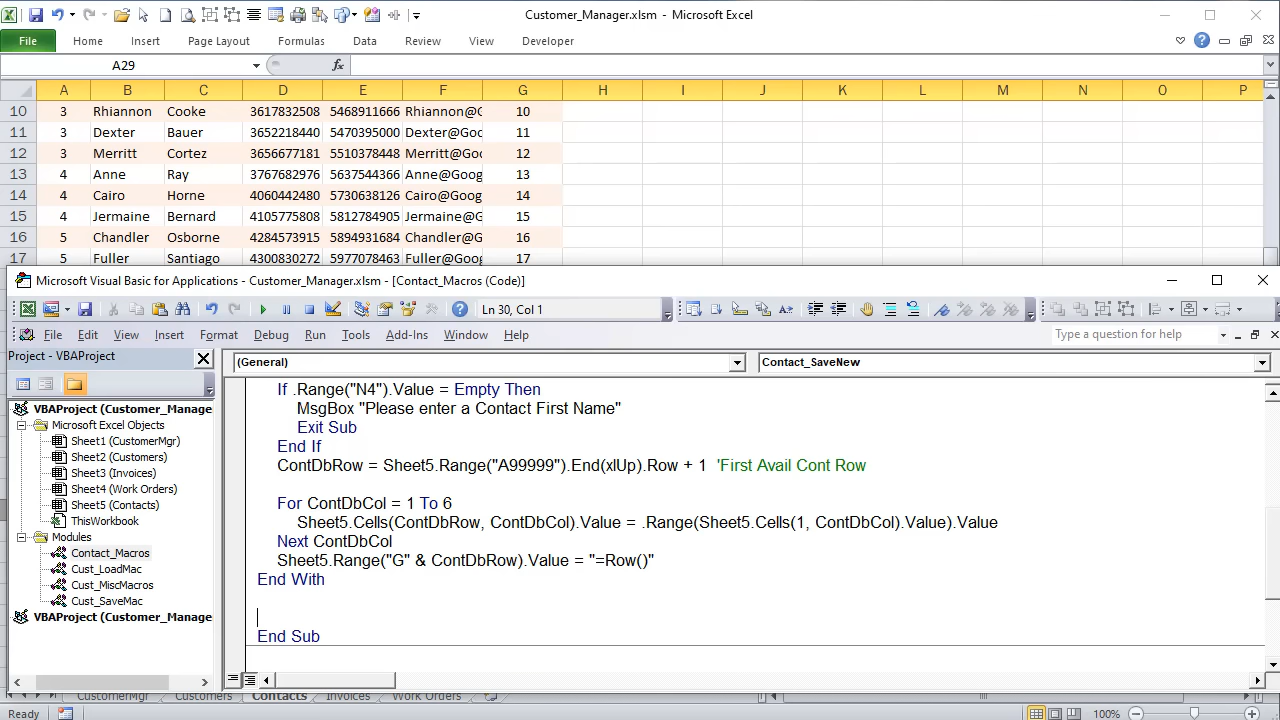 Customer_Manager.xlsm - Microsoft Excel
File Home Insert Page Layout Formulas Data Review View Developer
A29 fx
A B C D E F G H I J K L M N O P
10 3 Rhiannon Cooke 3617832508 5468911666 Rhiannon@G 10
11 3 Dexter Bauer 3652218440 5470395000 Dexter@Goo 11
12 3 Merritt Cortez 3656677181 5510378448 Merritt@Goo 12
13 4 Anne Ray 3767682976 5637544366 Anne@Goog 13
14 4 Cairo Horne 4060442480 5730638126 Cairo@Goog 14
15 4 Jermaine Bernard 4105775808 5812784905 Jermaine@G 15
16 5 Chandler Osborne 4284573915 5894931684 Chandler@G 16
17 5 Fuller Santiago 4300830272 5977078463 Fuller@Goo 17
Microsoft Visual Basic for Applications - Customer_Manager.xlsm - [Contact_Macros (Code)]
Ln 30, Col 1
File Edit View Insert Format Debug Run Tools Add-Ins Window Help Type a question for help
Project - VBAProject
(General) Contact_SaveNew
VBAProject (Customer_Manage
Microsoft Excel Objects
Sheet1 (CustomerMgr)
Sheet2 (Customers)
Sheet3 (Invoices)
Sheet4 (Work Orders)
Sheet5 (Contacts)
ThisWorkbook
Modules
Contact_Macros
Cust_LoadMac
Cust_MiscMacros
Cust_SaveMac
VBAProject (Customer_Manage
If .Range("N4").Value = Empty Then
MsgBox "Please enter a Contact First Name"
Exit Sub
End If
ContDbRow = Sheet5.Range("A99999").End(xlUp).Row + 1 'First Avail Cont Row
For ContDbCol = 1 To 6
Sheet5.Cells(ContDbRow, ContDbCol).Value = .Range(Sheet5.Cells(1, ContDbCol).Value).Value
Next ContDbCol
Sheet5.Range("G" & ContDbRow).Value = "=Row()"
End With
End Sub
CustomerMgr Customers Contacts Invoices Work Orders
Ready 100%